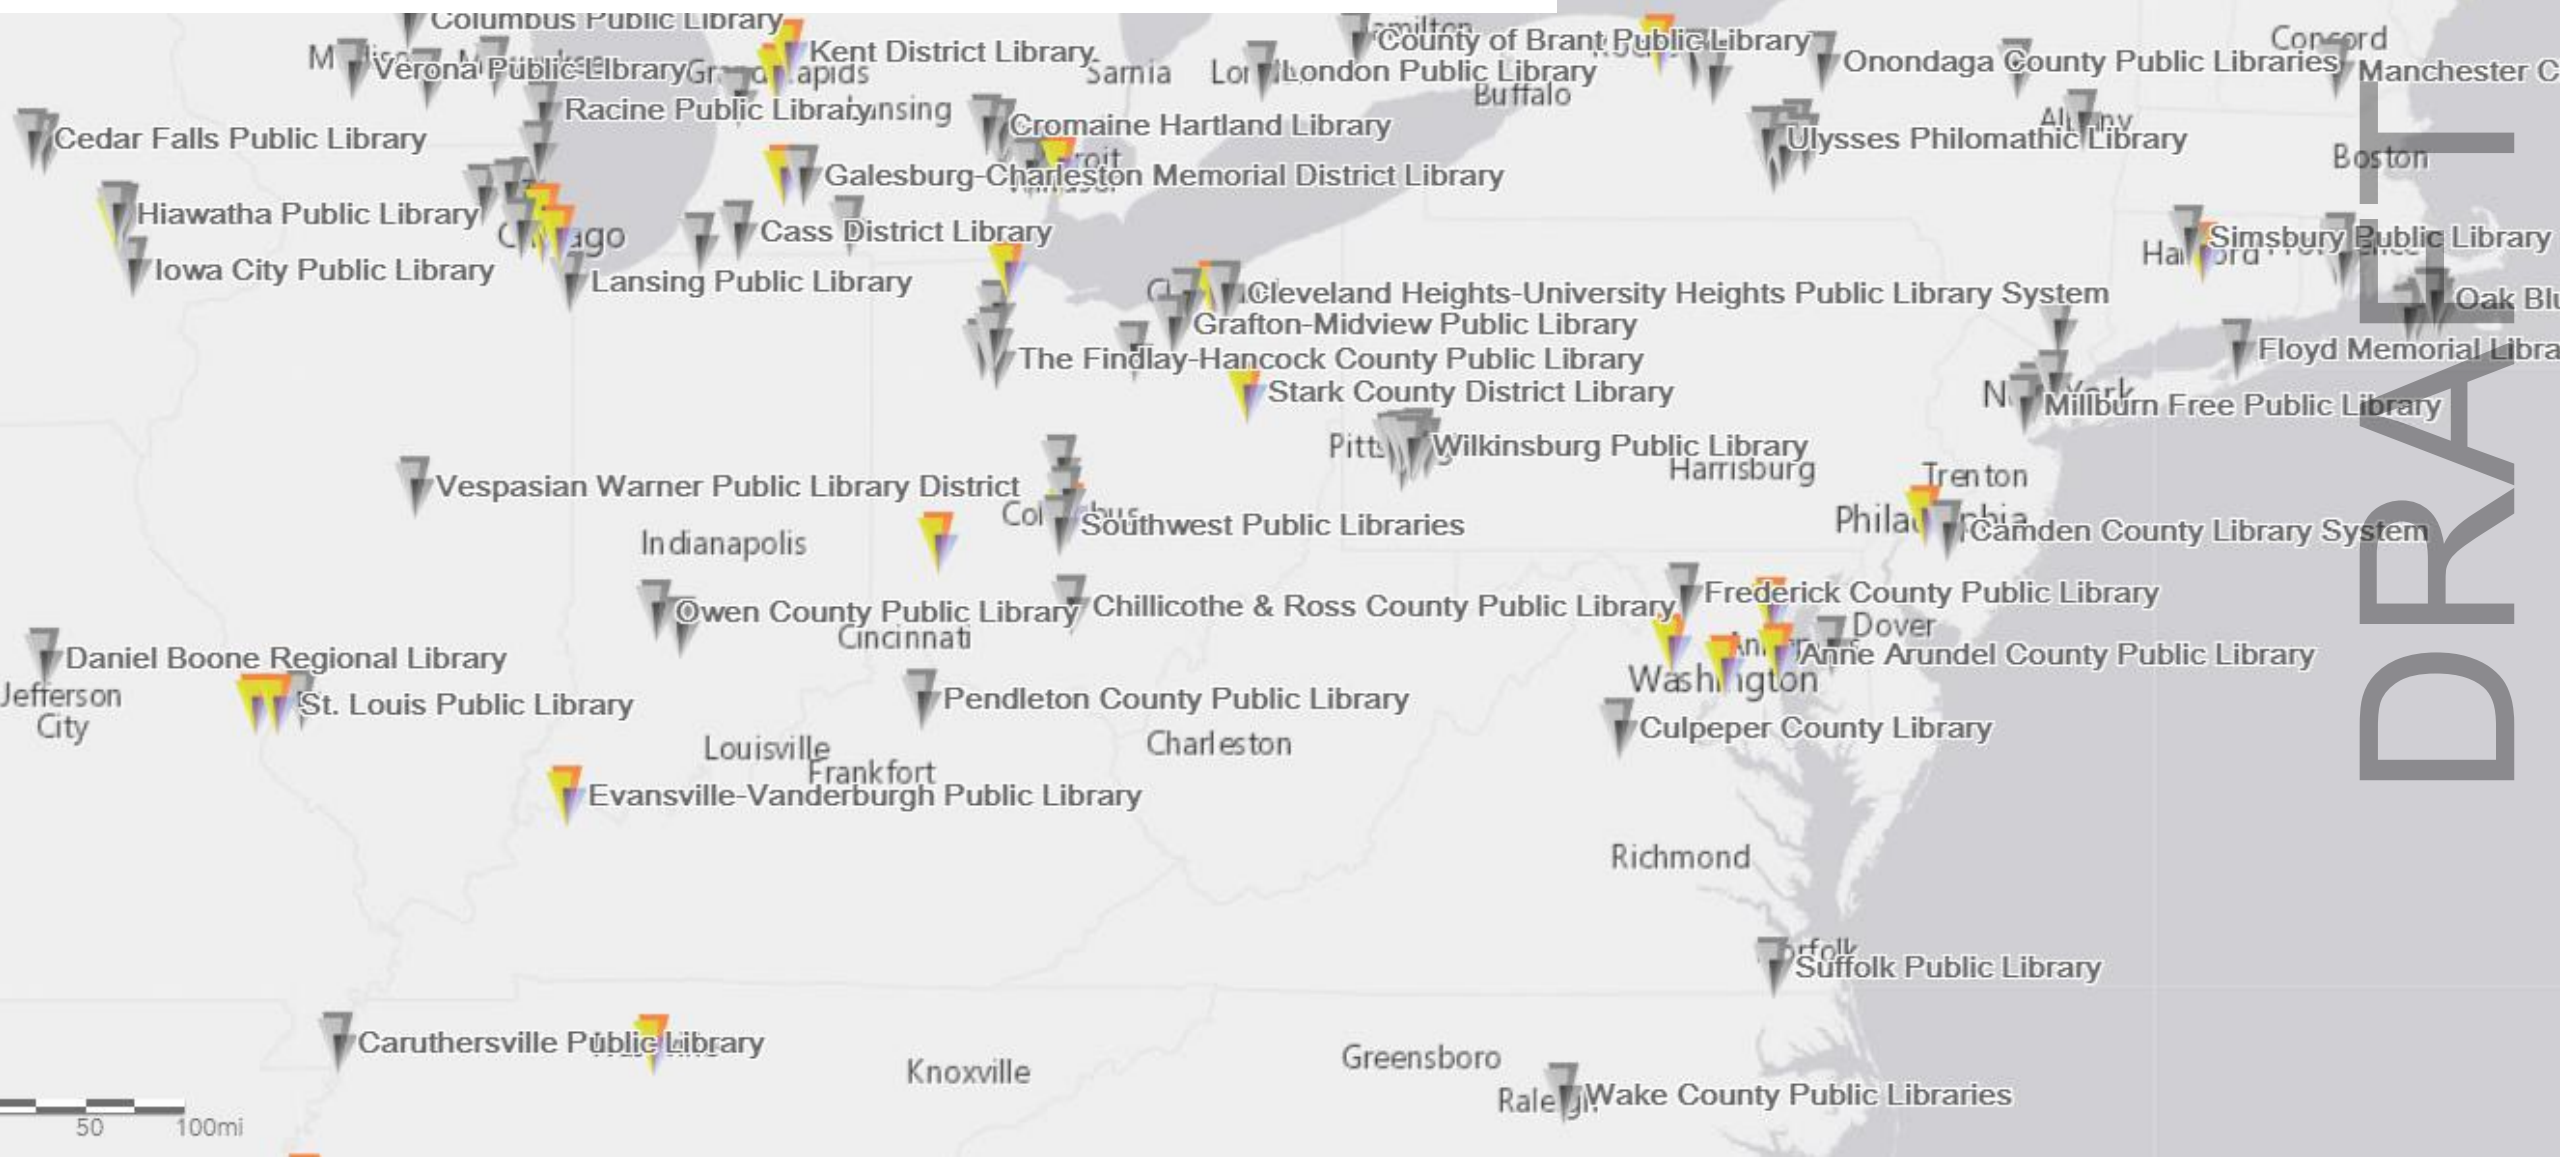 Columbus Public Library
County of Brant Public Library
Concord
Kent District Library
Onondaga County Public Libraries
Verona Public Library
Sarnia
London Public Library
Manchester C
Buffalo
Racine Public Library
Cromaine Hartland Library
Cedar Falls Public Library
Ulysses Philomathic Library
Boston
Galesburg-Charleston Memorial District Library
Hiawatha Public Library
Cass District Library
Simsbury Public Library
Iowa City Public Library
Lansing Public Library
Cleveland Heights-University Heights Public Library System
Oak Blu
Grafton-Midview Public Library
The Findlay-Hancock County Public Library
Floyd Memorial Libra
Stark County District Library
Millburn Free Public Library
Wilkinsburg Public Library
Harrisburg
Trenton
Vespasian Warner Public Library District
Southwest Public Libraries
Camden County Library System
Indianapolis
Frederick County Public Library
Owen County Public Library
Chillicothe & Ross County Public Library
Dover
Cincinnati
Daniel Boone Regional Library
Anne Arundel County Public Library
Washington
Jefferson
City
St. Louis Public Library
Pendleton County Public Library
Culpeper County Library
Louisville
Charleston
Frankfort
Evansville-Vanderburgh Public Library
Richmond
Suffolk Public Library
Caruthersville Public Library
Greensboro
Knoxville
Raleigh
Wake County Public Libraries
50
100mi
DRAFT